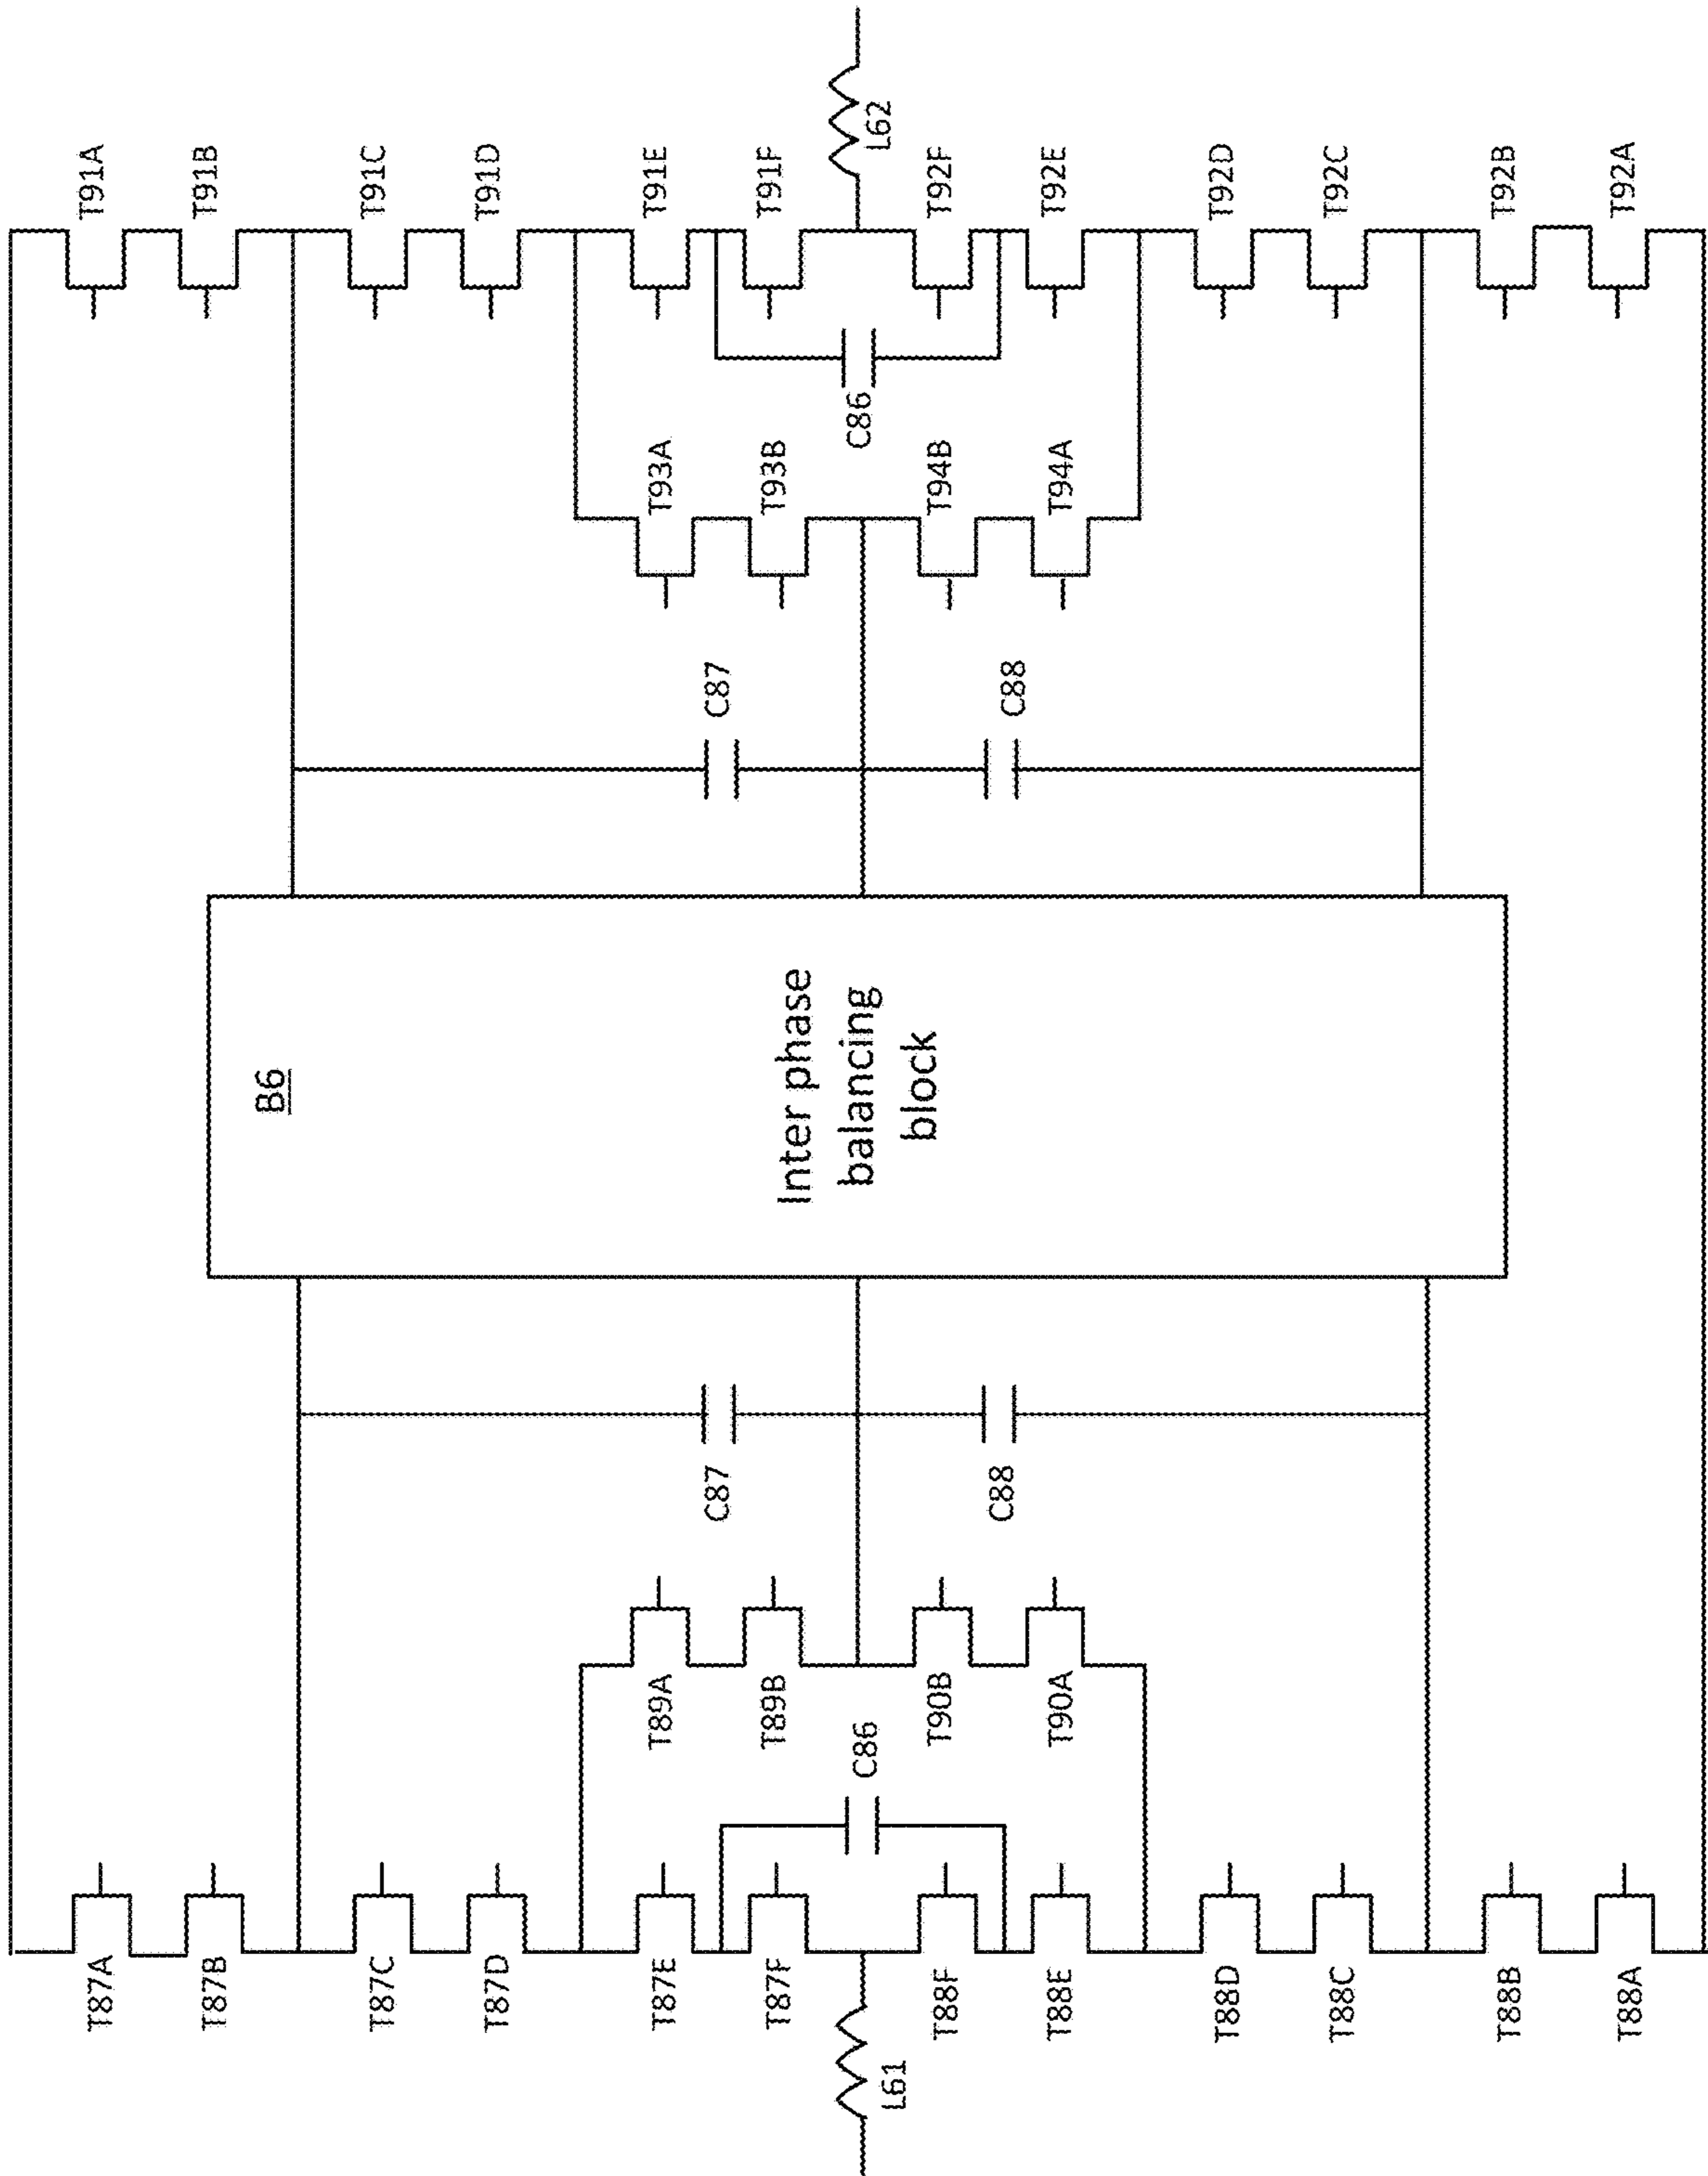 T91A
T91B
T91C
T91D
T91E
T91F
L62
T92F
T92E
T92D
T92C
T92B
T92A
C86
T93A
T93B
T94B
T94A
C87
C88
B6
Inter phase
balancing
block
C87
C88
T89A
T89B
T90B
T90A
C86
T87A
T87B
T87C
T87D
T87E
T87F
L61
T88F
T88E
T88D
T88C
T88B
T88A